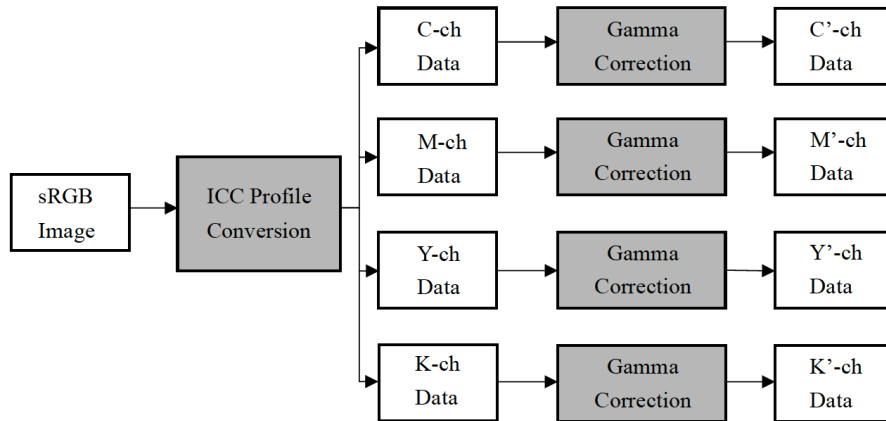 sRGB
Image
ICC Profile
Conversion
C-ch
Data
Gamma
Correction
C’-ch
Data
M-ch
Data
Gamma
Correction
M’-ch
Data
Y-ch
Data
Gamma
Correction
Y’-ch
Data
K-ch
Data
Gamma
Correction
K’-ch
Data